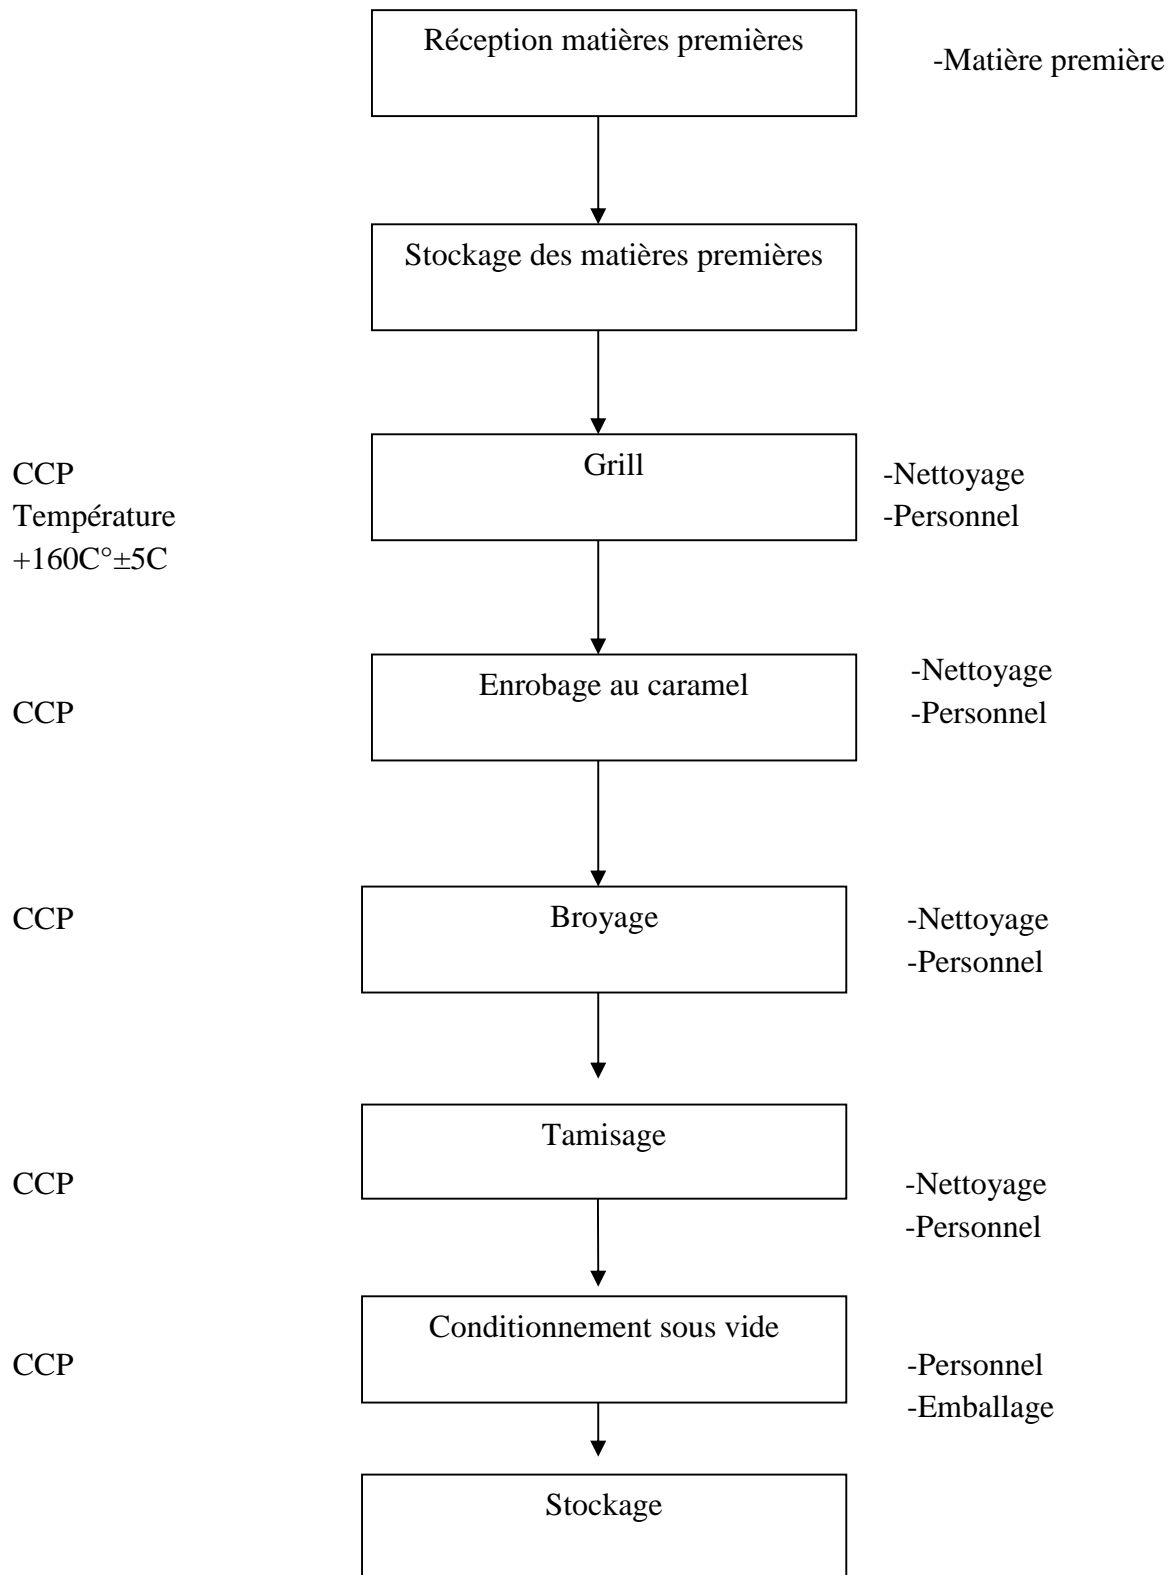 Réception matières premières
-Matière première
Stockage des matières premières
Grill
CCP
Température
+160C°±5C
-Nettoyage
-Personnel
Enrobage au caramel
CCP
-Nettoyage
-Personnel
Broyage
CCP
-Nettoyage
-Personnel
Tamisage
CCP
-Nettoyage
-Personnel
Conditionnement sous vide
CCP
-Personnel
-Emballage
Stockage